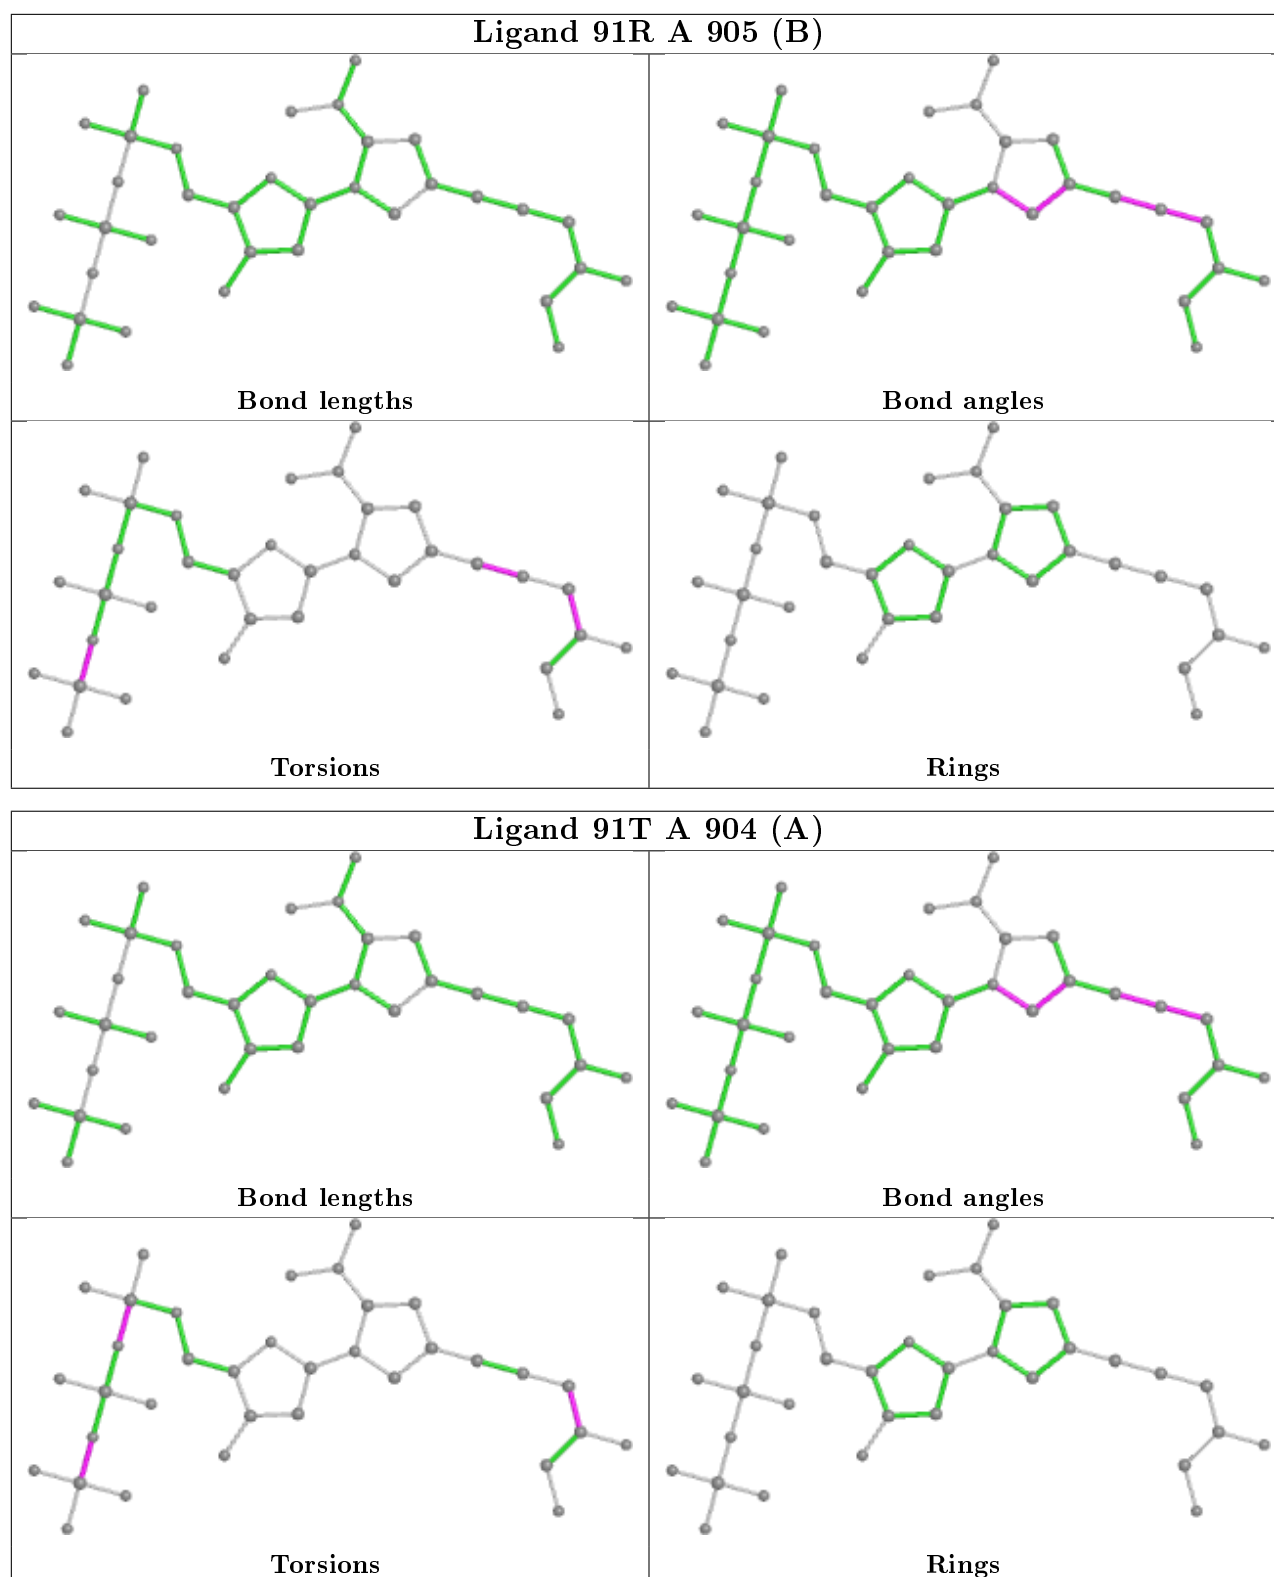 Ligand 91R A 905 (B)
Bond lengths
Bond angles
Torsions
Rings
Ligand 91T A 904 (A)
Bond lengths
Bond angles
Torsions
Rings